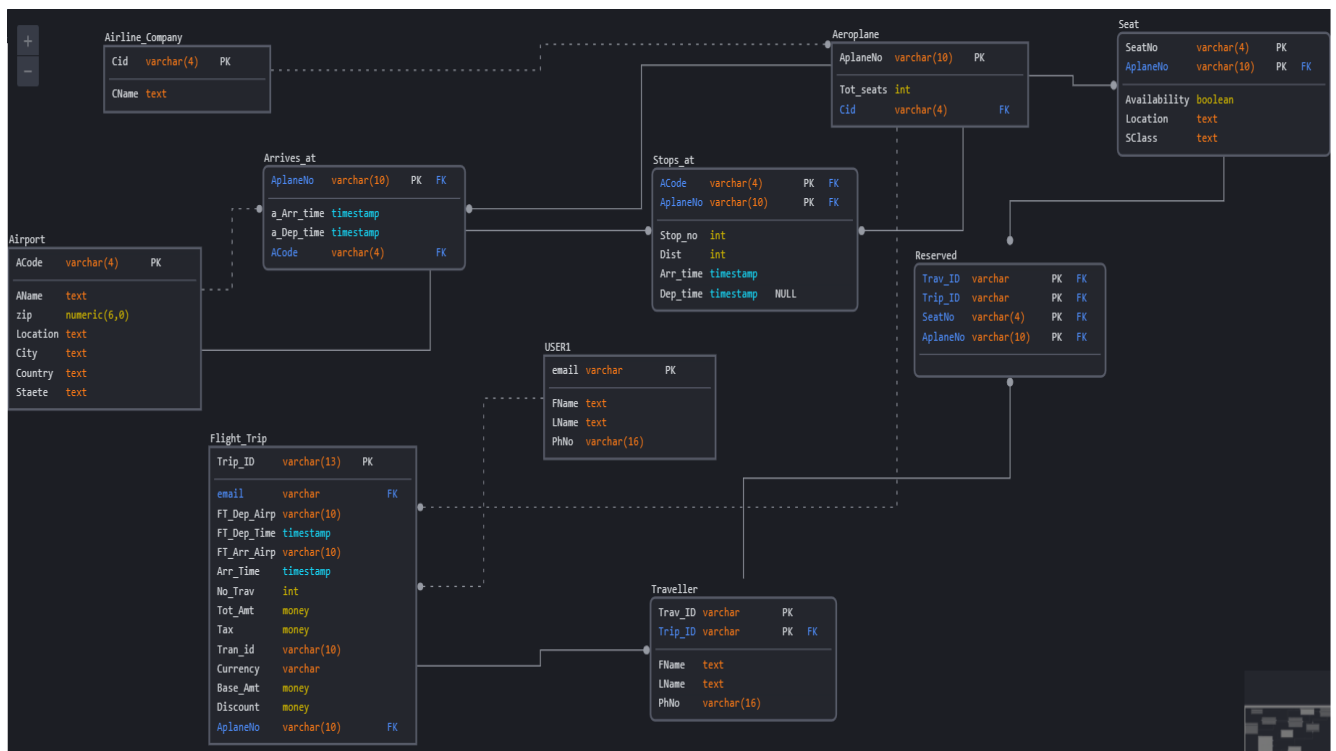 Airline_Company
Cid varchar(4) PK
CName text
Aeroplane
AplaneNo varchar(10) PK
Tot_seats int
Cid varchar(4) FK
Seat
SeatNo varchar(4) PK
AplaneNo varchar(10) PK FK
Availability boolean
Location text
SClass text
Arrives_at
AplaneNo varchar(10) PK FK
a_Arr_time timestamp
a_Dep_time timestamp
ACode varchar(4) FK
Stops_at
ACode varchar(4) PK FK
AplaneNo varchar(10) PK FK
Stop_no int
Dist int
Arr_time timestamp
Dep_time timestamp NULL
Airport
ACode varchar(4) PK
AName text
zip numeric(6,0)
Location text
City text
Country text
Staete text
Reserved
Trav_ID varchar PK FK
Trip_ID varchar PK FK
SeatNo varchar(4) PK FK
AplaneNo varchar(10) PK FK
USER1
email varchar PK
FName text
LName text
PhNo varchar(16)
Flight_Trip
Trip_ID varchar(13) PK
email varchar FK
FT_Dep_Airp varchar(10)
FT_Dep_Time timestamp
FT_Arr_Airp varchar(10)
Arr_Time timestamp
No_Trav int
Tot_Amt money
Tax money
Tran_id varchar(10)
Currency varchar
Base_Amt money
Discount money
AplaneNo varchar(10) FK
Traveller
Trav_ID varchar PK
Trip_ID varchar PK FK
FName text
LName text
PhNo varchar(16)